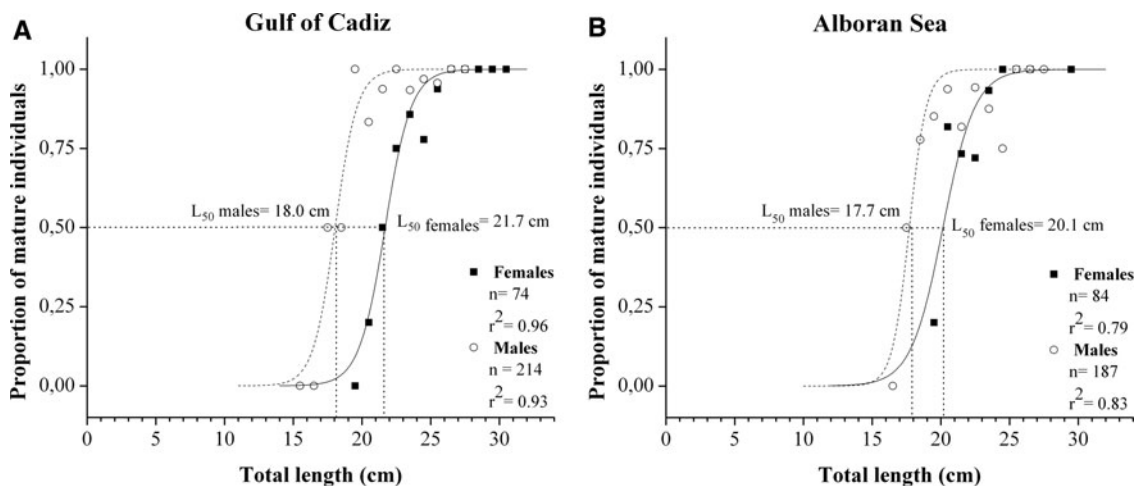 A
Gulf of Cadiz
Proportion of mature individuals
1,00
0,75
0,50
0,25
0,00
L50 males= 18.0 cm
L50 females= 21.7 cm
Females
n= 74
r2= 0.96
Males
n = 214
r2= 0.93
0 5 10 15 20 25 30
Total length (cm)
B
Alboran Sea
Proportion of mature individuals
1,00
0,75
0,50
0,25
0,00
L50 males= 17.7 cm
L50 females= 20.1 cm
Females
n= 84
r2= 0.79
Males
n= 187
r2= 0.83
0 5 10 15 20 25 30
Total length (cm)